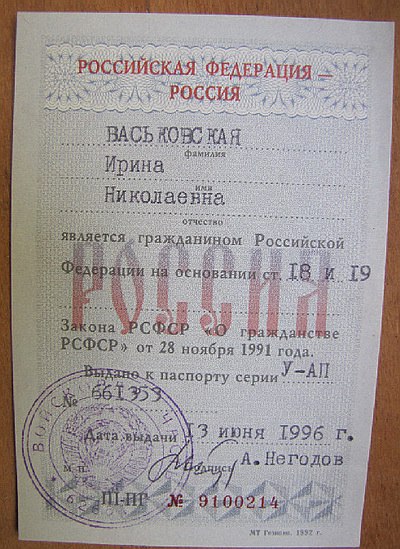 РОССИЙСКАЯ ФЕДЕРАЦИЯ —
РОССИЯ
ВАСЬКОВСКАЯ
фамилия
Ирина
имя
Николаевна
отчество
является гражданином Российской
Федерации на основании ст. 18 и 19
РОССИЯ
Закона РСФСР «О гражданстве
РСФСР» от 28 ноября 1991 года.
Выдано к паспорту серии У-АП
№ 661353
Дата выдачи 13 июня 1996 г.
м. п. подпись А.Негодов
III-ПГ № 9100214
МТ Гознак. 1992 г.